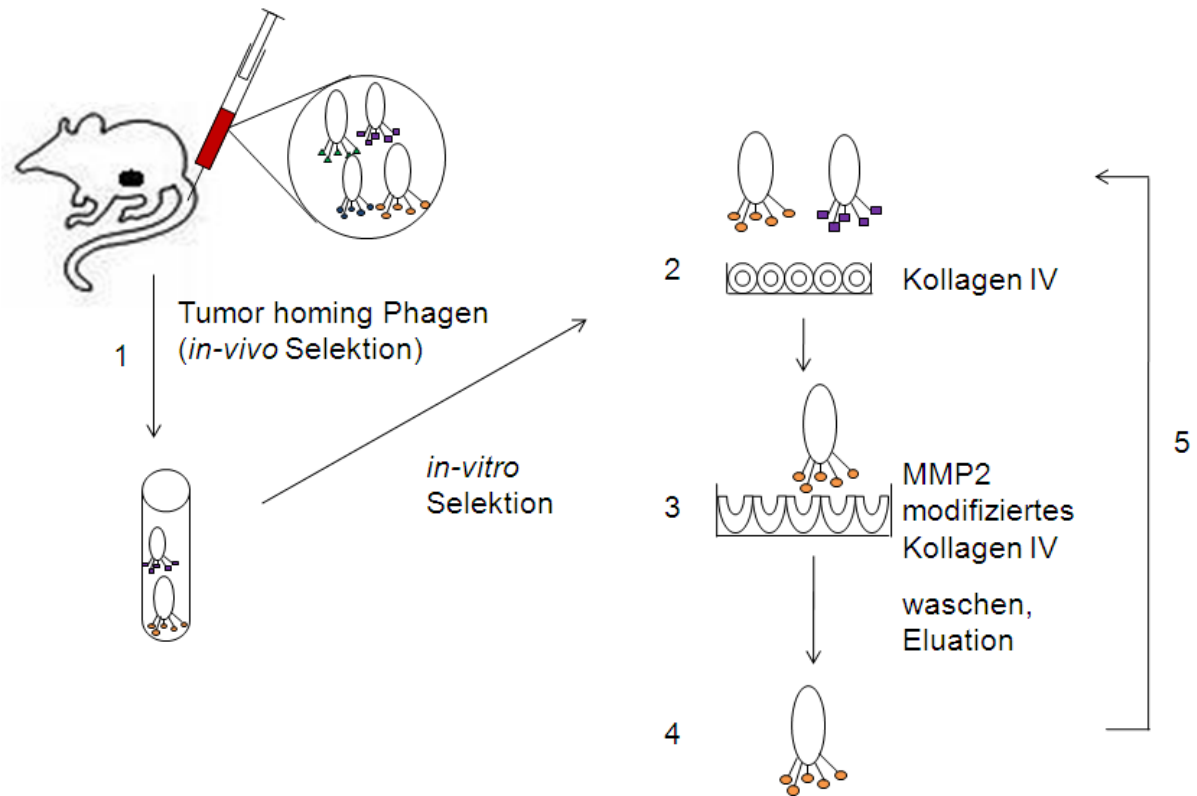 1
Tumor homing Phagen
(in-vivo Selektion)
in-vitro
Selektion
2
Kollagen IV
3
MMP2
modifiziertes
Kollagen IV
waschen,
Eluation
4
5